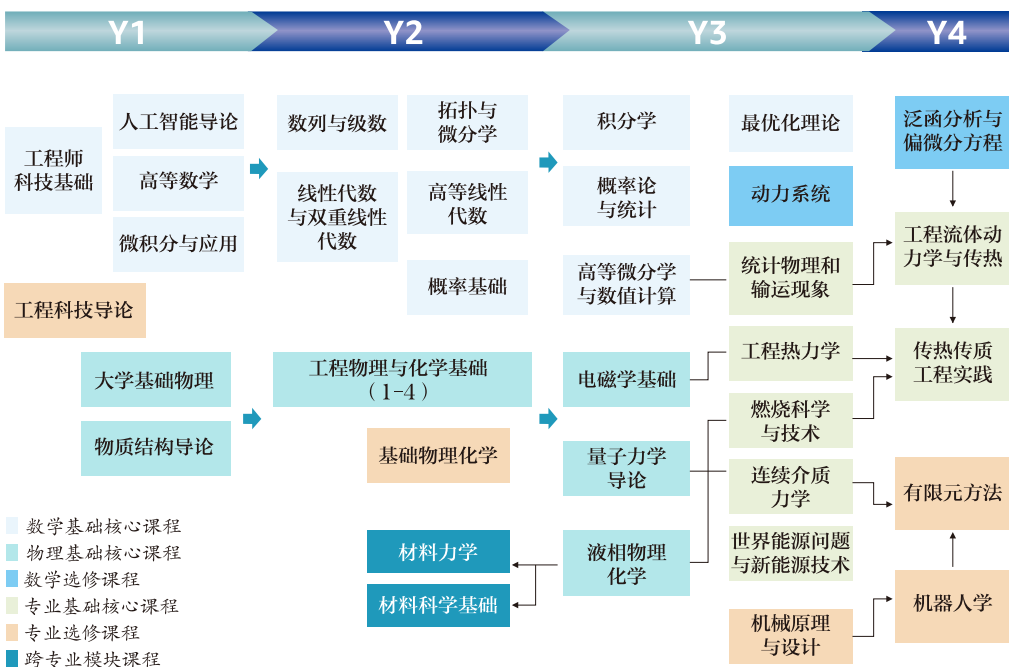 Y1
Y2
Y3
Y4
工程师
科技基础
人工智能导论
高等数学
微积分与应用
数列与级数
线性代数
与双重线性
代数
拓扑与
微分学
高等线性
代数
概率基础
积分学
概率论
与统计
高等微分学
与数值计算
最优化理论
动力系统
统计物理和
输运现象
泛函分析与
偏微分方程
工程流体动
力学与传热
工程科技导论
大学基础物理
物质结构导论
工程物理与化学基础
（1-4）
基础物理化学
材料力学
材料科学基础
电磁学基础
量子力学
导论
液相物理
化学
工程热力学
燃烧科学
与技术
连续介质
力学
世界能源问题
与新能源技术
机械原理
与设计
传热传质
工程实践
有限元方法
机器人学
数学基础核心课程
物理基础核心课程
数学选修课程
专业基础核心课程
专业选修课程
跨专业模块课程